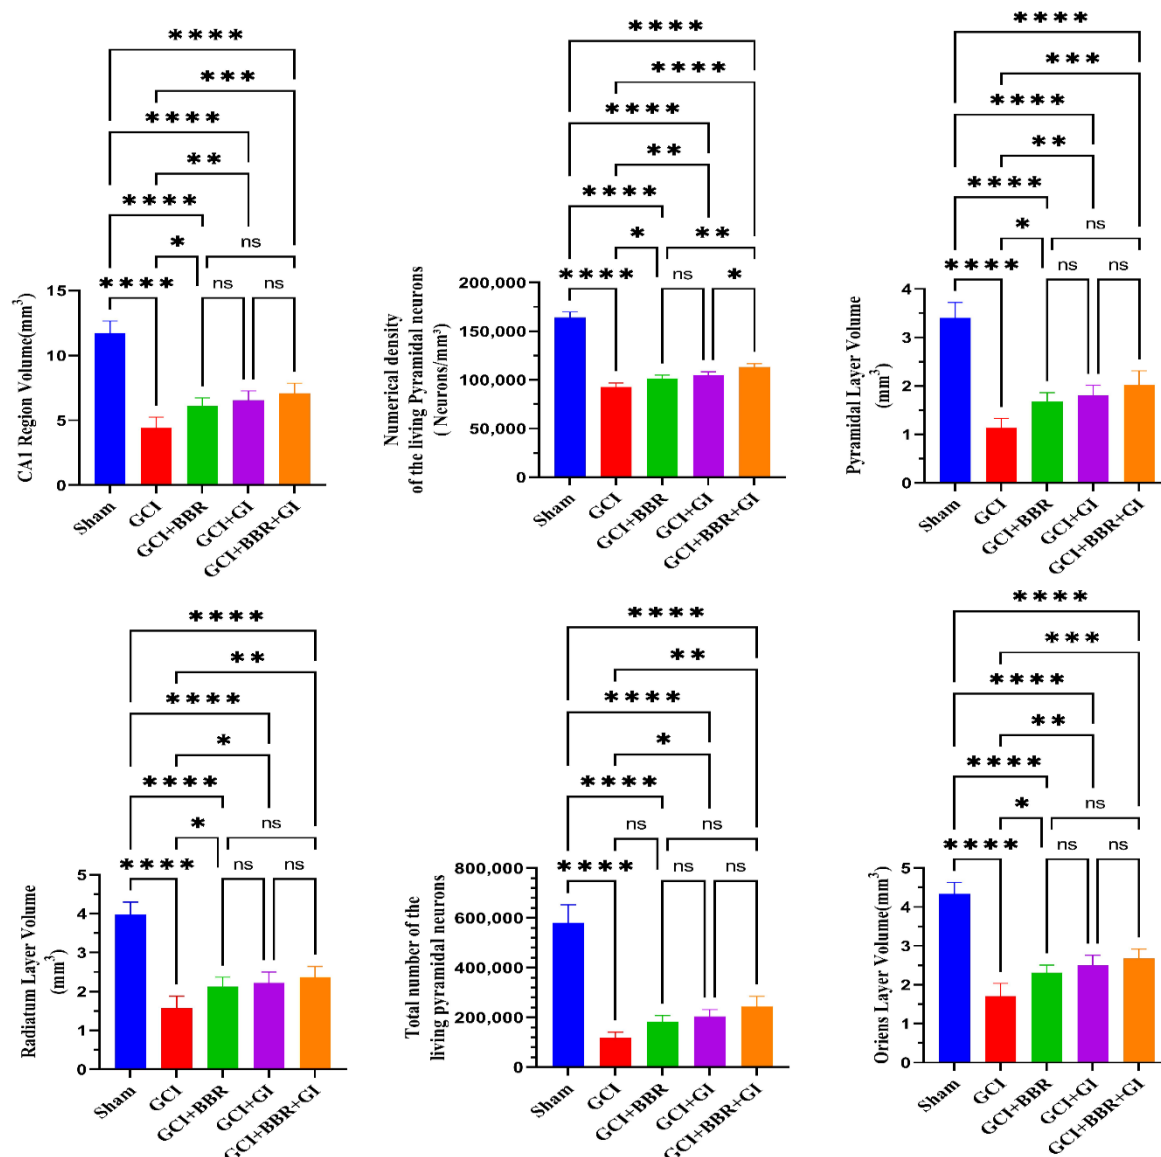 ****
***
****
**
****
ns
*
****
ns
ns
CA1 Region Volume(mm³)
15
10
5
0
Sham
GCI
GCI+BBR
GCI+GI
GCI+BBR+GI
****
****
****
**
****
*
**
****
ns
*
Numerical density
of the living Pyramidal neurons
( Neurons/mm³)
200,000
150,000
100,000
50,000
0
Sham
GCI
GCI+BBR
GCI+GI
GCI+BBR+GI
****
***
****
**
****
*
ns
****
ns
ns
Pyramidal Layer Volume
(mm³)
4
3
2
1
0
Sham
GCI
GCI+BBR
GCI+GI
GCI+BBR+GI
****
**
****
*
****
*
ns
****
ns
ns
Radiatum Layer Volume
(mm³)
5
4
3
2
1
0
Sham
GCI
GCI+BBR
GCI+GI
GCI+BBR+GI
****
**
****
*
****
ns
ns
****
ns
ns
Total number of the
living pyramidal neurons
800,000
600,000
400,000
200,000
0
Sham
GCI
GCI+BBR
GCI+GI
GCI+BBR+GI
****
***
****
**
****
*
ns
****
ns
ns
Oriens Layer Volume(mm³)
5
4
3
2
1
0
Sham
GCI
GCI+BBR
GCI+GI
GCI+BBR+GI